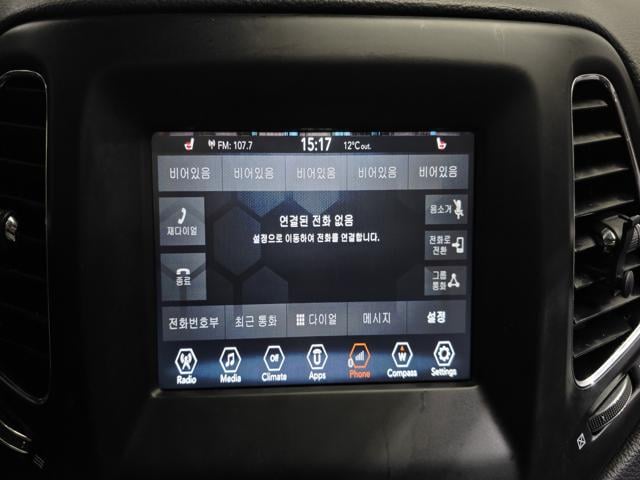 FM: 107.7 15:17 12°C out.
비어있음 비어있음 비어있음 비어있음 비어있음
연결된 전화 없음
설정으로 이동하여 전화를 연결합니다.
재다이얼
종료
음소거
전화로
전환
그룹
통화
전화번호부 최근 통화 다이얼 메시지 설정
Off W
Radio Media Climate Apps Phone Compass Settings